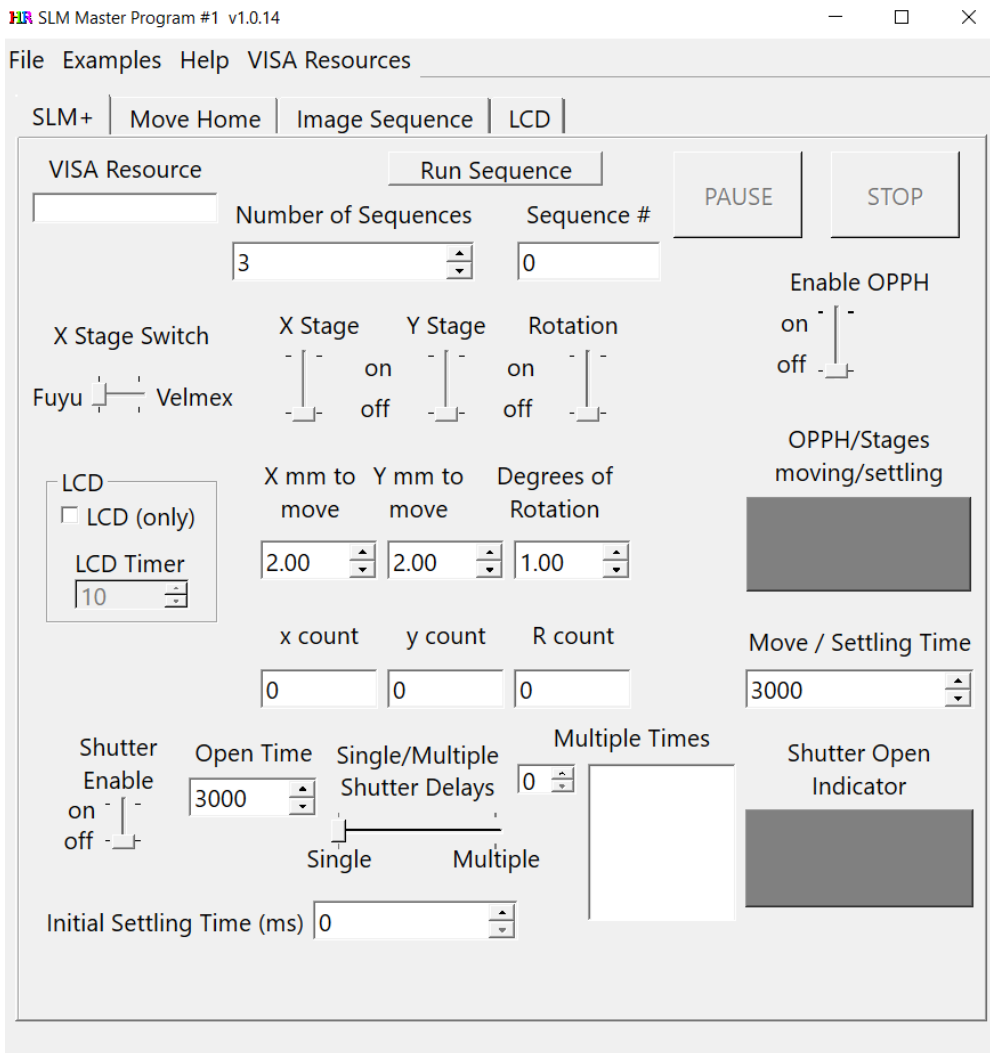 HR SLM Master Program #1 v1.0.14
File Examples Help VISA Resources
SLM+ Move Home Image Sequence LCD
VISA Resource
Run Sequence
PAUSE
STOP
Number of Sequences
Sequence #
3
0
Enable OPPH
on
off
X Stage Switch
Fuyu
Velmex
X Stage
Y Stage
Rotation
on
off
on
off
OPPH/Stages
moving/settling
LCD
LCD (only)
LCD Timer
10
X mm to
move
Y mm to
move
Degrees of
Rotation
2.00
2.00
1.00
x count
y count
R count
0
0
0
Move / Settling Time
3000
Shutter
Enable
on
off
Open Time
3000
Single/Multiple
Shutter Delays
Single
Multiple
Multiple Times
0
Shutter Open
Indicator
Initial Settling Time (ms)
0